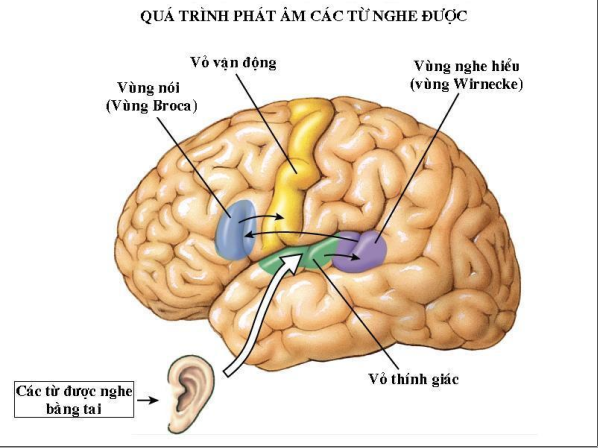 QUÁ TRÌNH PHÁT ÂM CÁC TỪ NGHE ĐƯỢC
Vỏ vận động
Vùng nói
(Vùng Broca)
Vùng nghe hiểu
(vùng Wirnecke)
Vỏ thính giác
Các từ được nghe
bằng tai